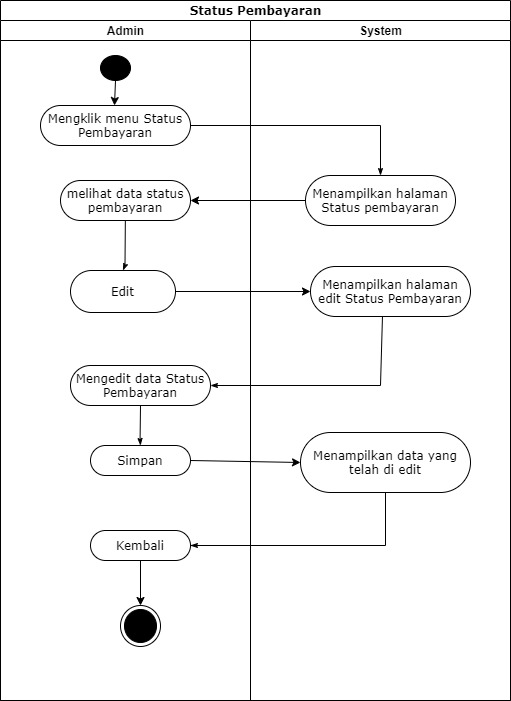 Status Pembayaran
Admin
System
Mengklik menu Status
Pembayaran
Menampilkan halaman
Status pembayaran
melihat data status
pembayaran
Edit
Menampilkan halaman
edit Status Pembayaran
Mengedit data Status
Pembayaran
Simpan
Menampilkan data yang
telah di edit
Kembali